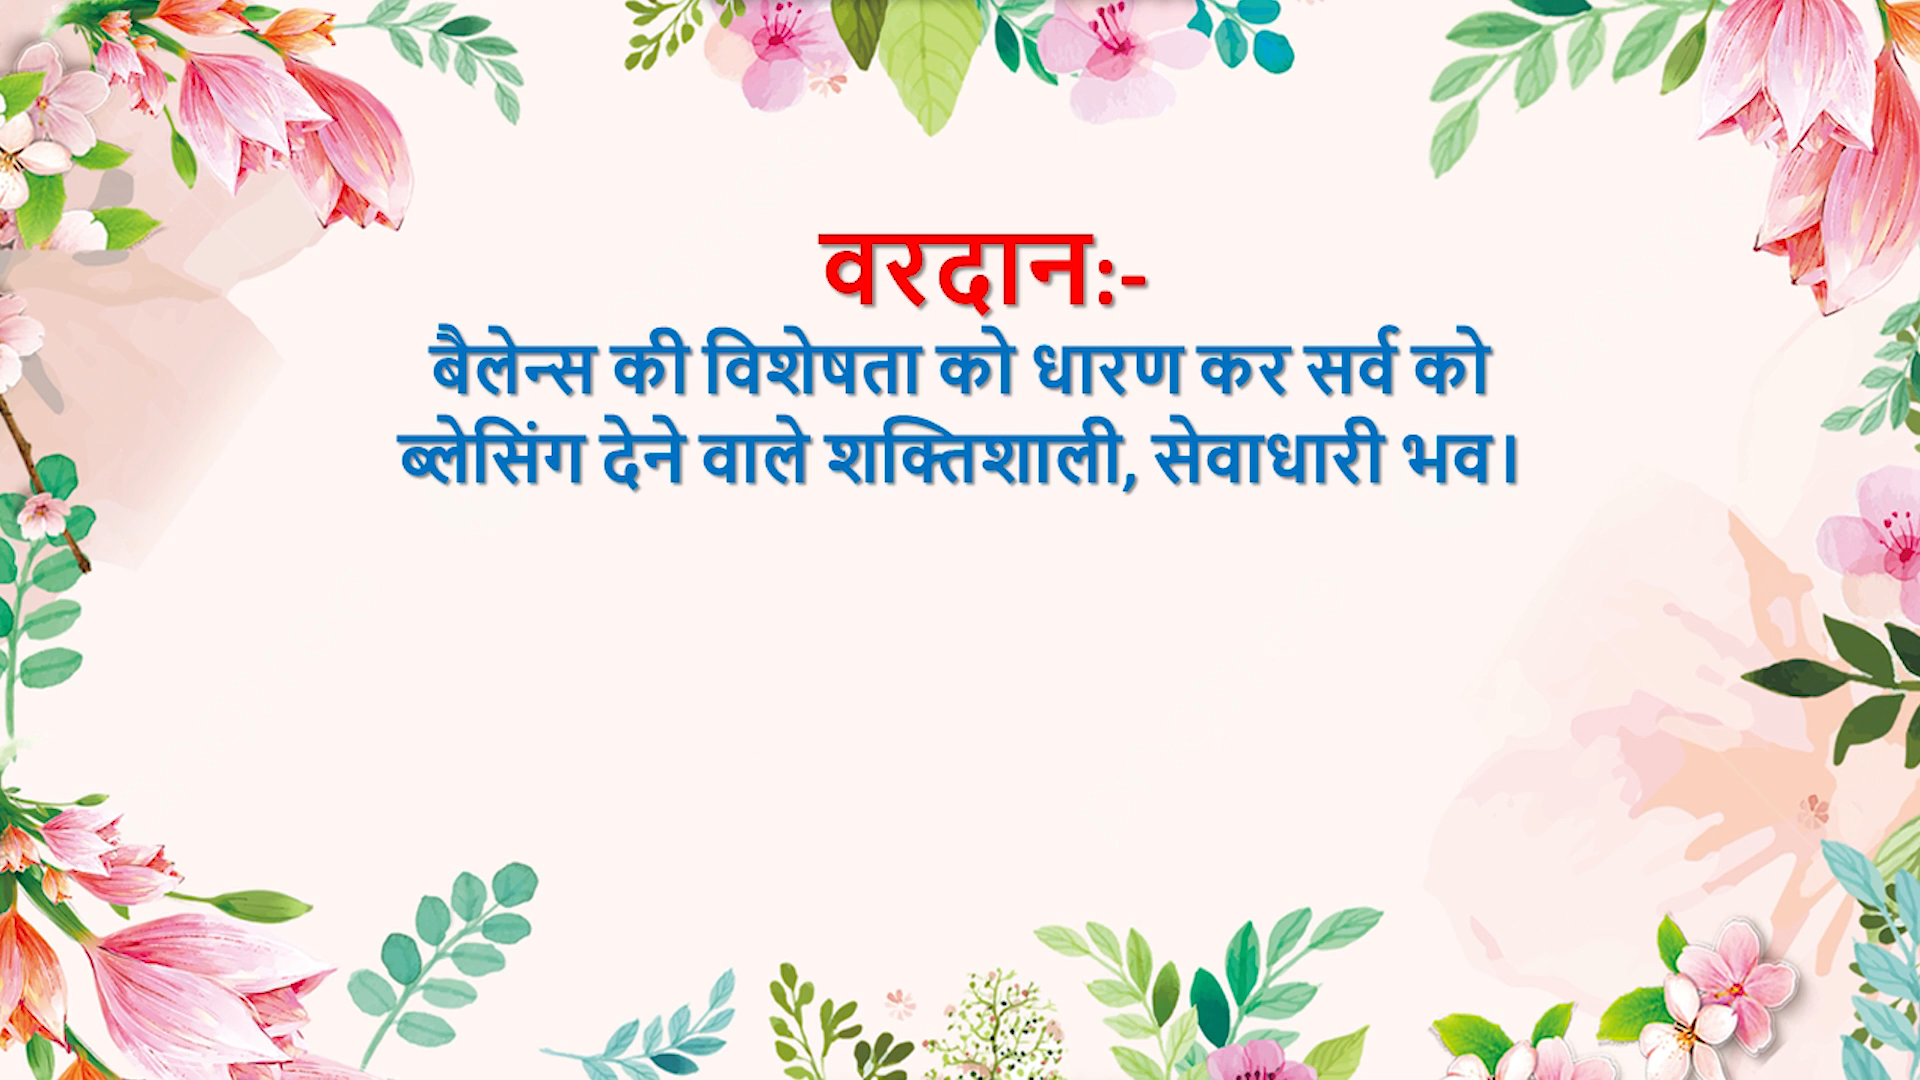 वरदान:-
बैलेन्स की विशेषता को धारण कर सर्व को
ब्लेसिंग देने वाले शक्तिशाली, सेवाधारी भव।